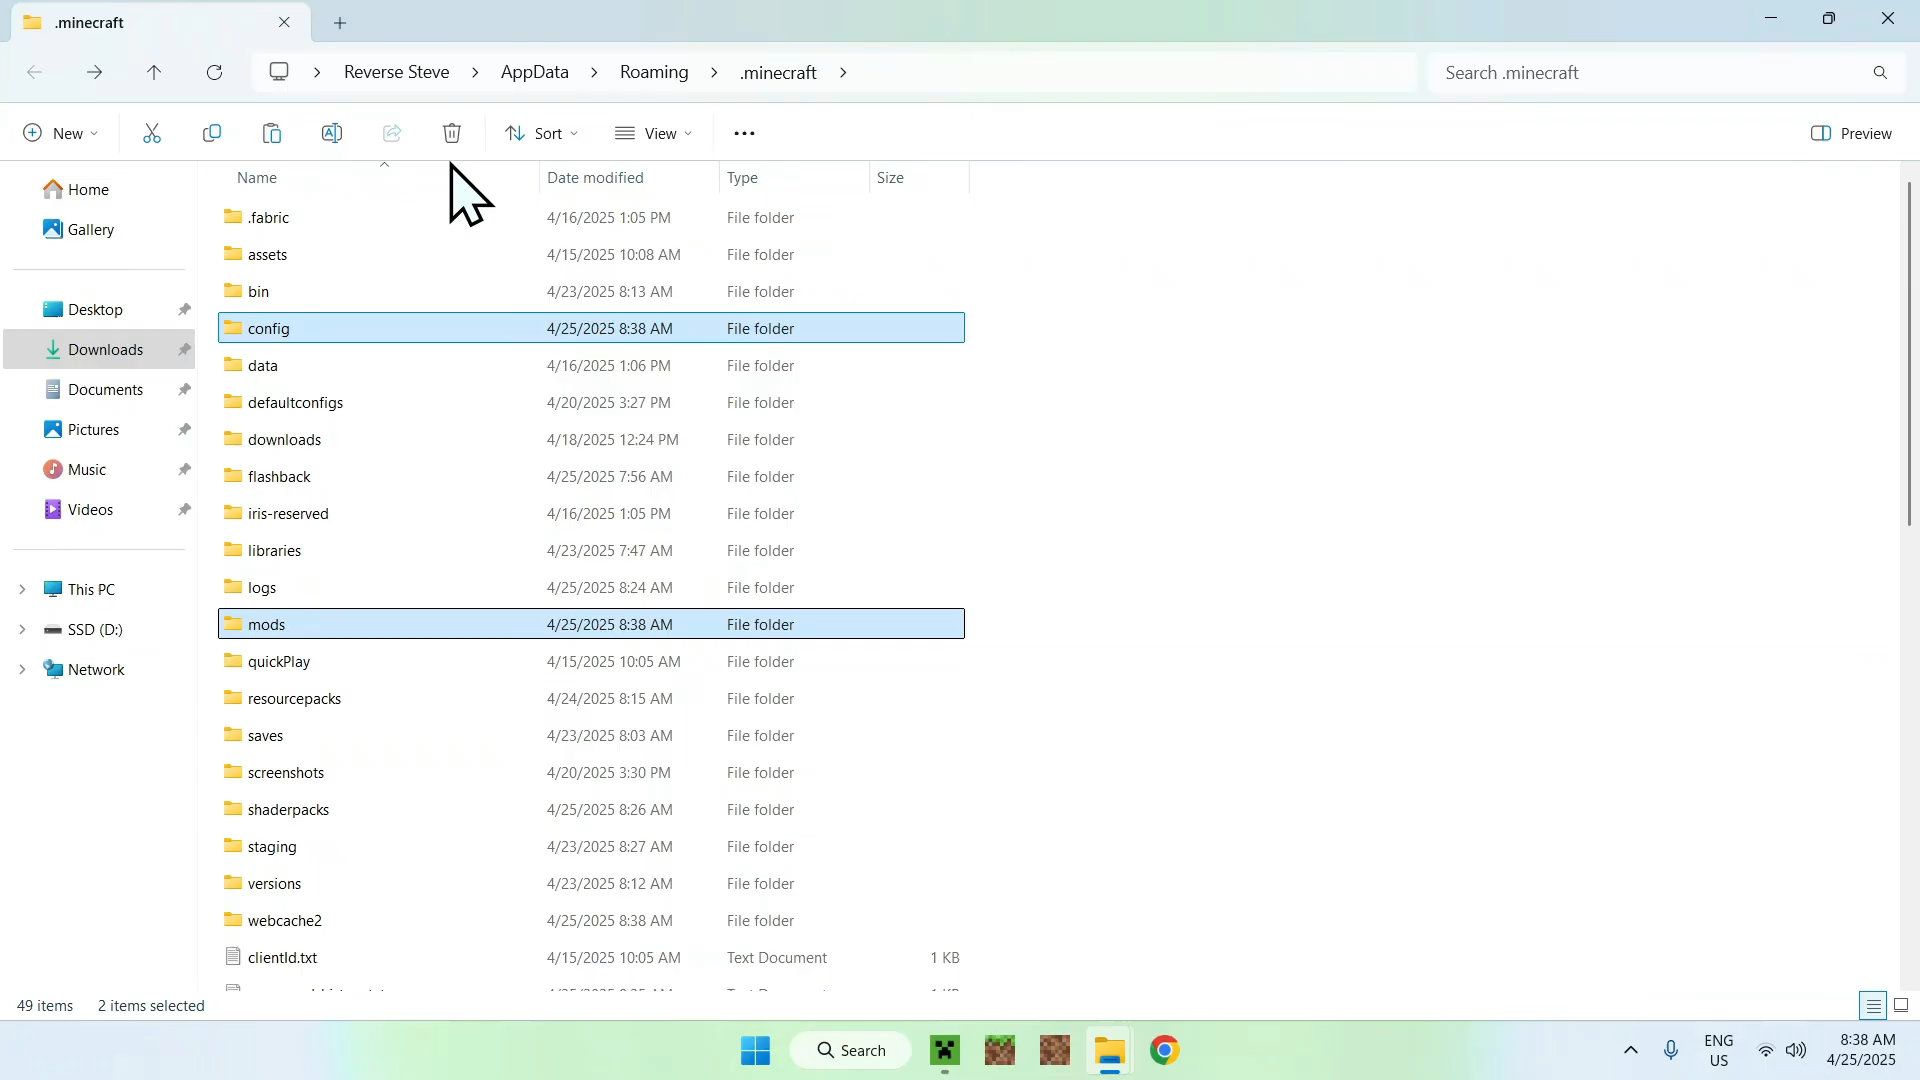 .minecraft
Reverse Steve > AppData > Roaming > .minecraft >
Search .minecraft
New
Sort
View
Preview
Name Date modified Type Size
Home
Gallery
Desktop
Downloads
Documents
Pictures
Music
Videos
This PC
SSD (D:)
Network
.fabric 4/16/2025 1:05 PM File folder
assets 4/15/2025 10:08 AM File folder
bin 4/23/2025 8:13 AM File folder
config 4/25/2025 8:38 AM File folder
data 4/16/2025 1:06 PM File folder
defaultconfigs 4/20/2025 3:27 PM File folder
downloads 4/18/2025 12:24 PM File folder
flashback 4/25/2025 7:56 AM File folder
iris-reserved 4/16/2025 1:05 PM File folder
libraries 4/23/2025 7:47 AM File folder
logs 4/25/2025 8:24 AM File folder
mods 4/25/2025 8:38 AM File folder
quickPlay 4/15/2025 10:05 AM File folder
resourcepacks 4/24/2025 8:15 AM File folder
saves 4/23/2025 8:03 AM File folder
screenshots 4/20/2025 3:30 PM File folder
shaderpacks 4/25/2025 8:26 AM File folder
staging 4/23/2025 8:27 AM File folder
versions 4/23/2025 8:12 AM File folder
webcache2 4/25/2025 8:38 AM File folder
clientId.txt 4/15/2025 10:05 AM Text Document 1 KB
49 items 2 items selected
Search
ENG
US
8:38 AM
4/25/2025